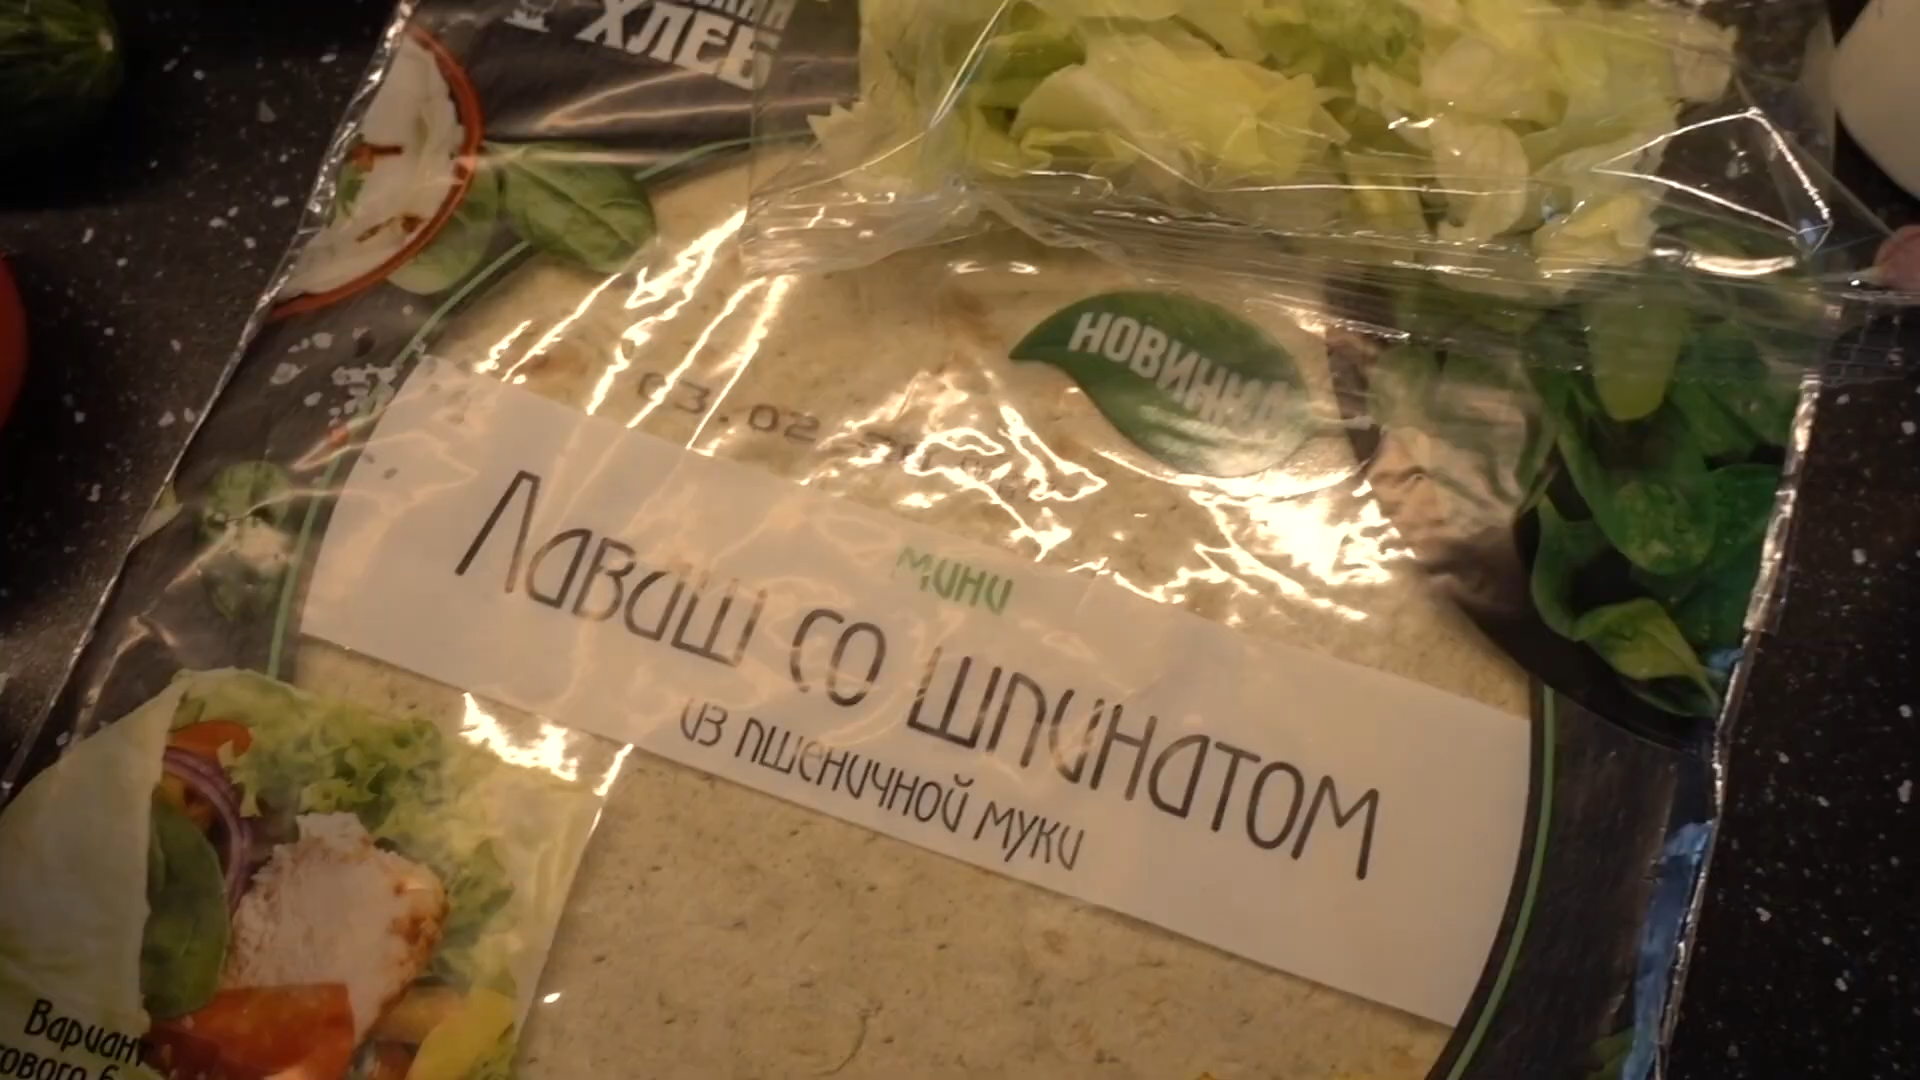 ХЛЕБ
НОВИНКА
03.02
мини
Лаваш со шпинатом
из пшеничной муки
Вариант